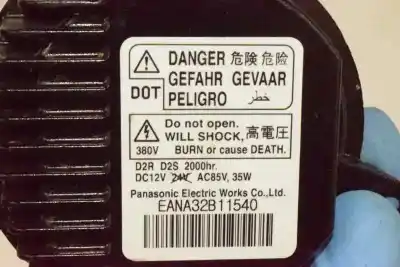 DANGER 危険 危险
GEFAHR GEVAAR
DOT PELIGRO خطر
Do not open.
WILL SHOCK, 高電圧
380V BURN or cause DEATH.
D2R D2S 2000hr.
DC12V 24V AC85V, 35W
Panasonic Electric Works Co.,Ltd.
EANA32B11540